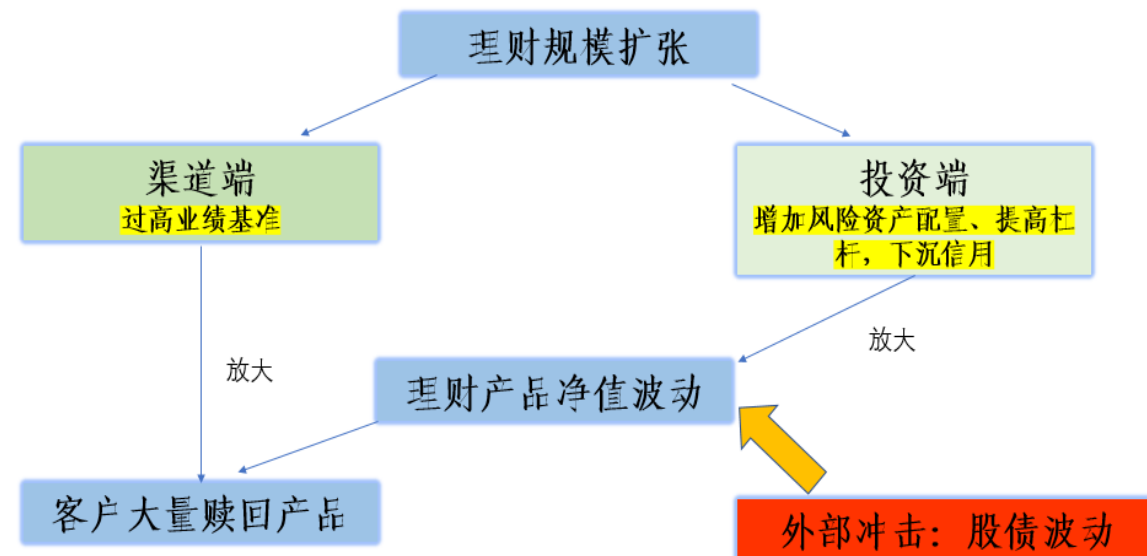 理财规模扩张
渠道端
过高业绩基准
投资端
增加风险资产配置、提高杠
杆，下沉信用
放大
放大
理财产品净值波动
客户大量赎回产品
外部冲击：股债波动